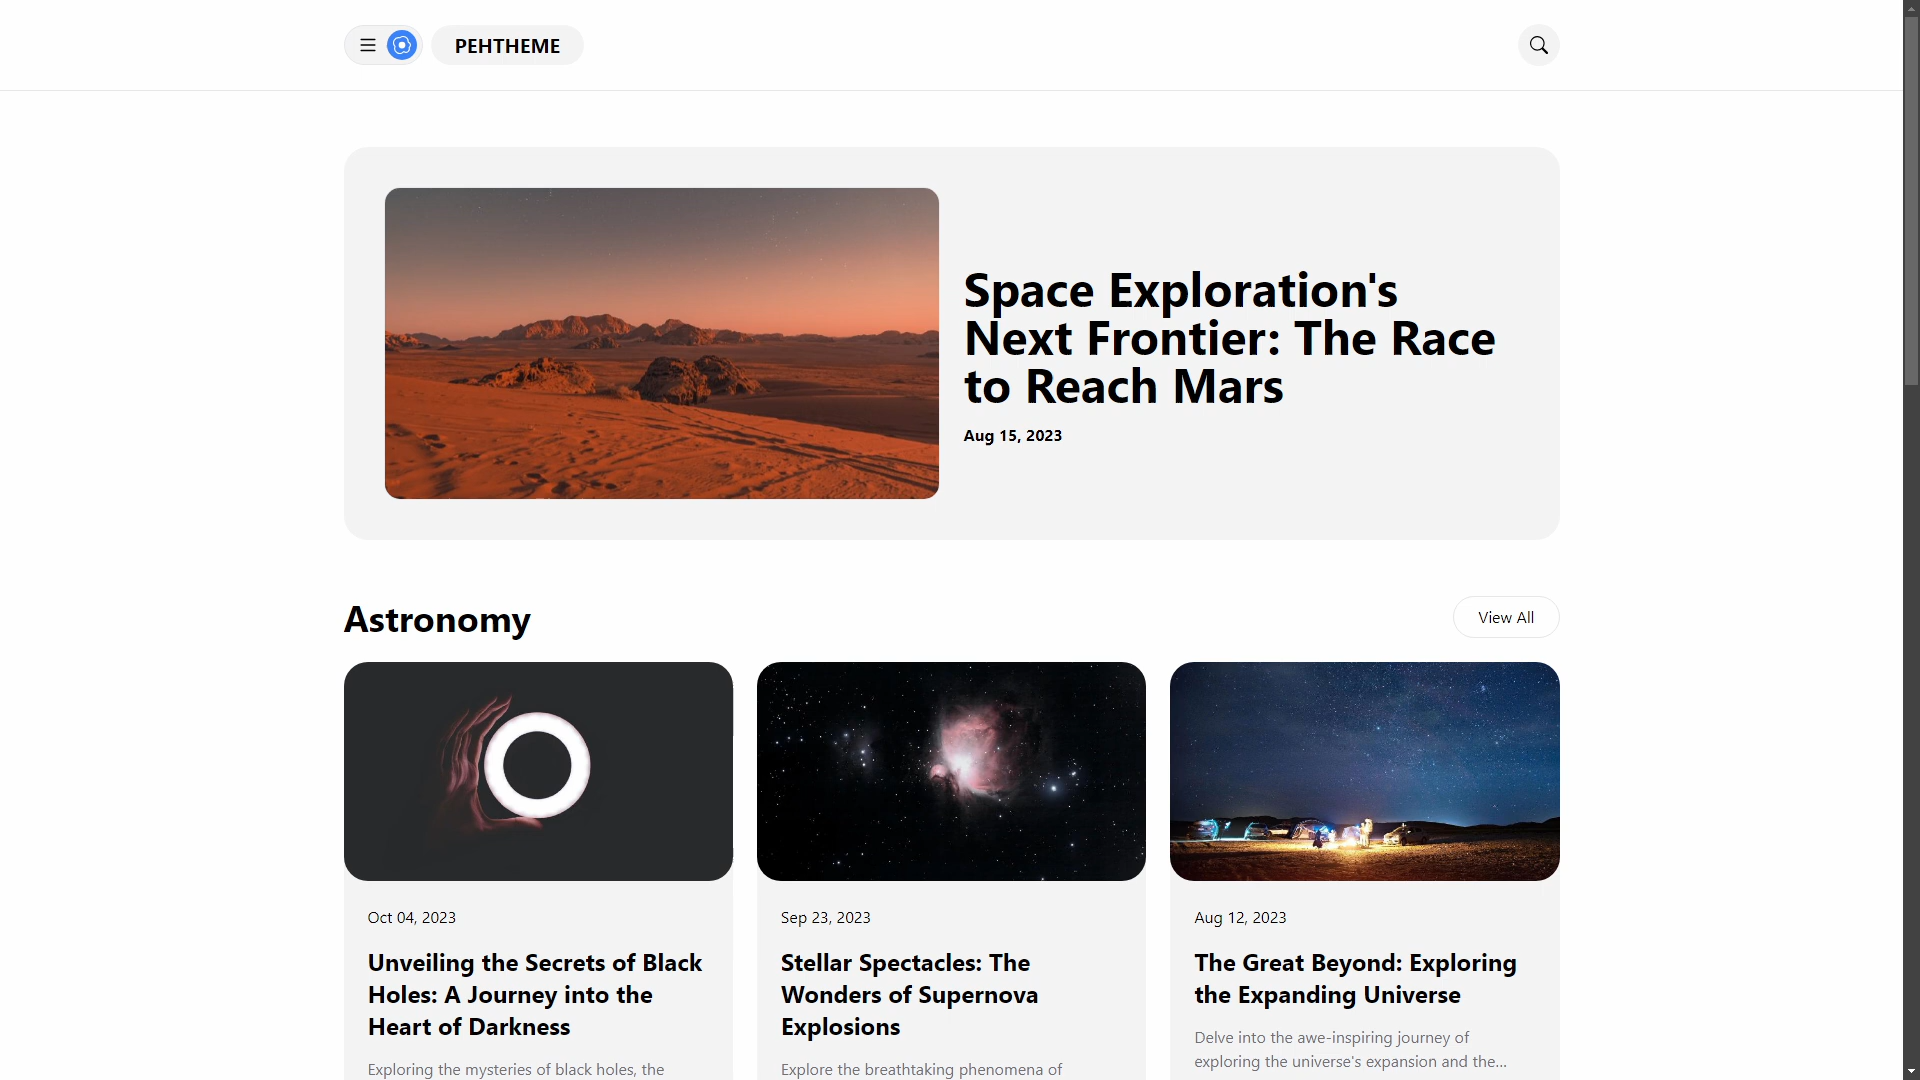 PEHTHEME
Space Exploration's
Next Frontier: The Race
to Reach Mars
Aug 15, 2023
Astronomy
View All
Oct 04, 2023
Unveiling the Secrets of Black
Holes: A Journey into the
Heart of Darkness
Exploring the mysteries of black holes, the
Sep 23, 2023
Stellar Spectacles: The
Wonders of Supernova
Explosions
Explore the breathtaking phenomena of
Aug 12, 2023
The Great Beyond: Exploring
the Expanding Universe
Delve into the awe-inspiring journey of
exploring the universe's expansion and the...